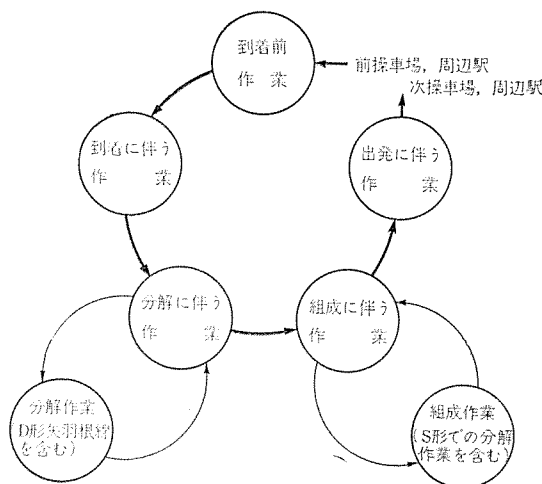 到着前
作業
前操車場，周辺駅
次操車場，周辺駅
到着に伴う
作業
出発に伴う
作業
分解に伴う
作業
組成に伴う
作業
分解作業
(D形矢羽根線
を含む)
組成作業
(S形での分解
作業を含む)